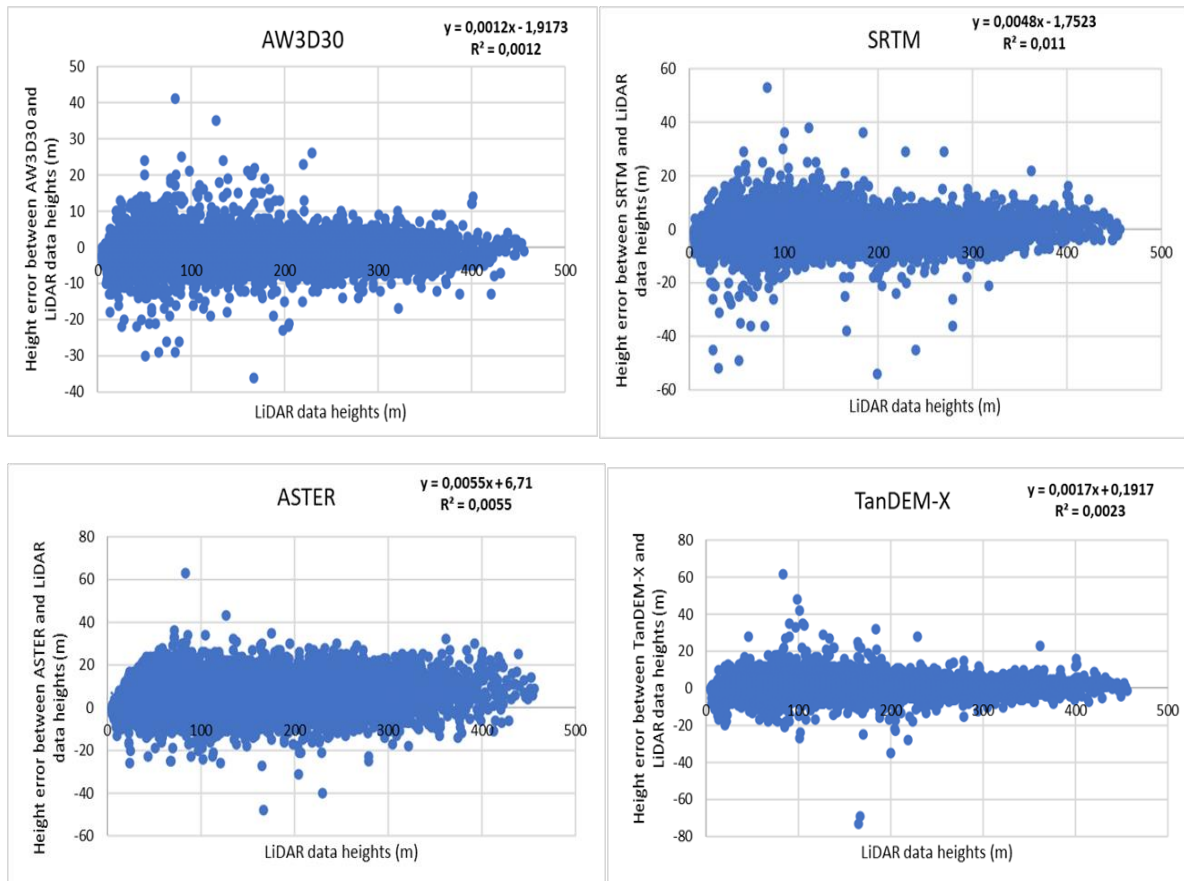 AW3D30
y = 0,0012x - 1,9173
R² = 0,0012
Height error between AW3D30 and
LiDAR data heights (m)
50
40
30
20
10
0
-10
-20
-30
-40
0
100
200
300
400
500
LiDAR data heights (m)
SRTM
y = 0,0048x - 1,7523
R² = 0,011
Height error between SRTM and LiDAR
data heights (m)
60
40
20
0
-20
-40
-60
0
100
200
300
400
500
LiDAR data heights (m)
ASTER
y = 0,0055x + 6,71
R² = 0,0055
Height error between ASTER and LiDAR
data heights (m)
80
60
40
20
0
-20
-40
-60
0
100
200
300
400
500
LiDAR data heights (m)
TanDEM-X
y = 0,0017x + 0,1917
R² = 0,0023
Height error between TanDEM-X and
LiDAR data heights (m)
80
60
40
20
0
-20
-40
-60
-80
0
100
200
300
400
500
LiDAR data heights (m)